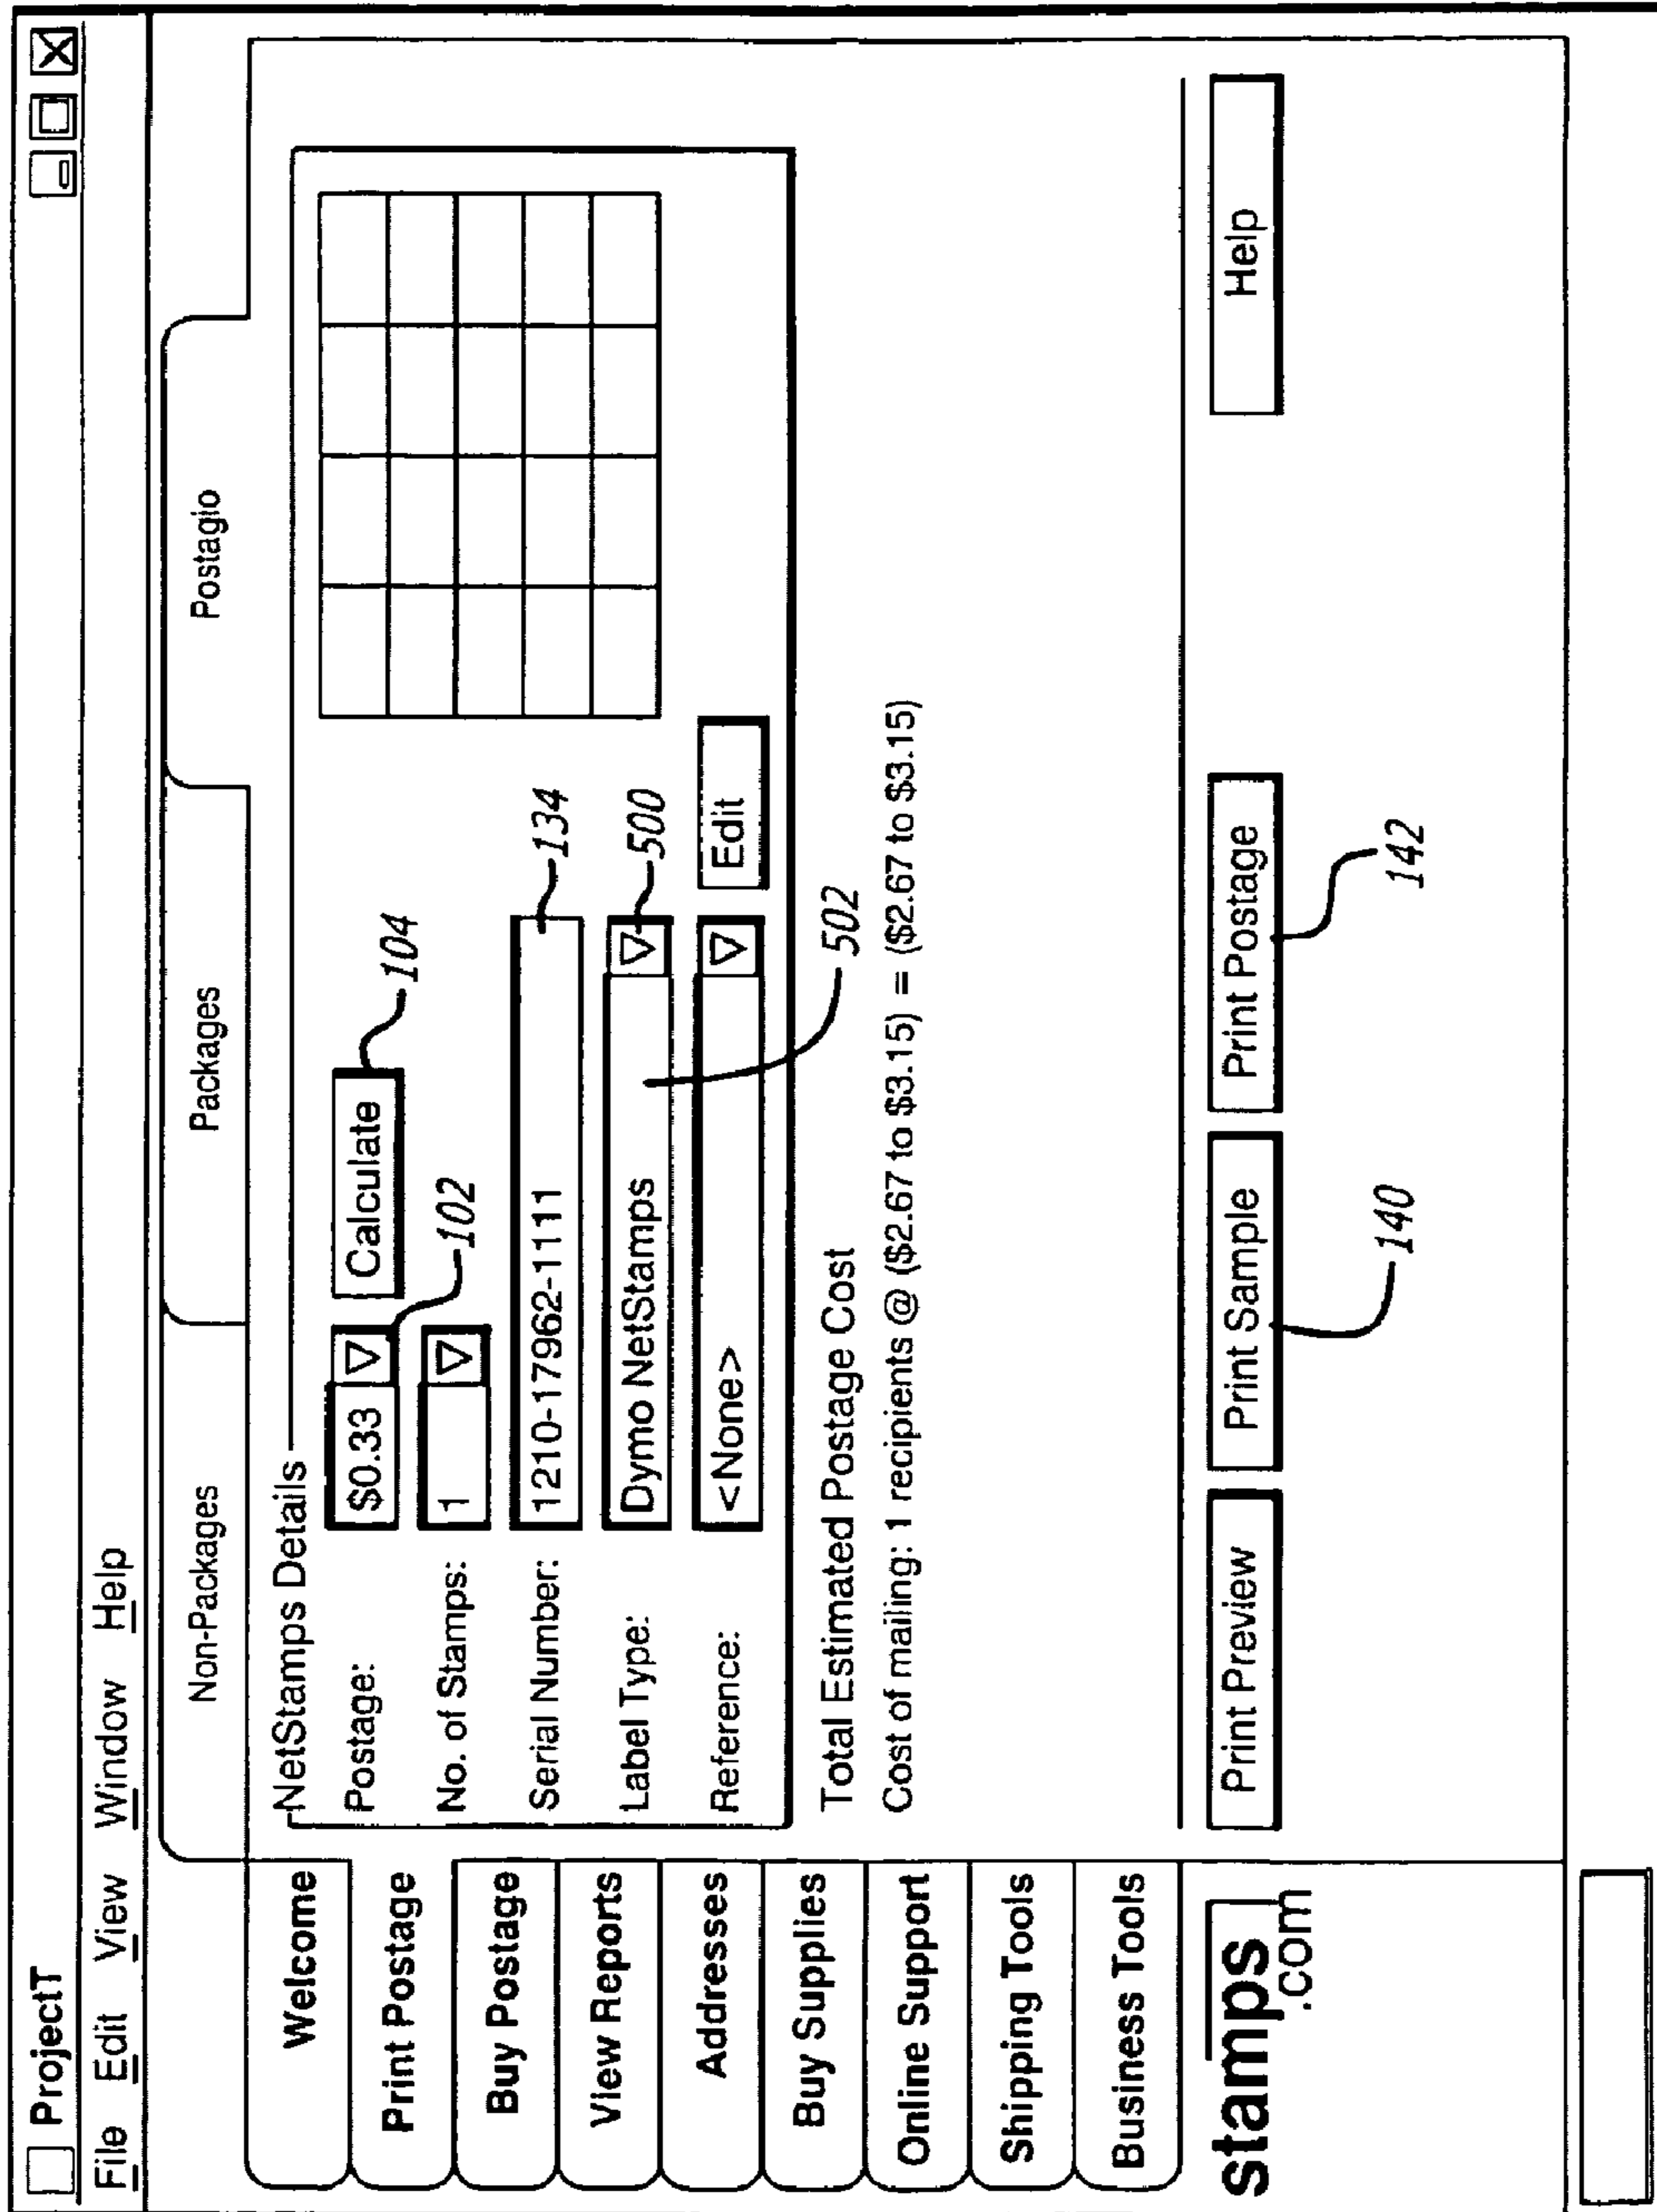 ProjectT
File Edit View Window Help
Non-Packages Packages Postagio
Welcome
Print Postage
Buy Postage
View Reports
Addresses
Buy Supplies
Online Support
Shipping Tools
Business Tools
stamps
.com
NetStamps Details
Postage: $0.33 Calculate 104
102
No. of Stamps: 1
Serial Number: 1210-17962-1111 134
Label Type: Dymo NetStamps 500
Reference: <None> Edit
502
Total Estimated Postage Cost
Cost of mailing: 1 recipients @ ($2.67 to $3.15) = ($2.67 to $3.15)
Print Preview Print Sample Print Postage Help
140 142